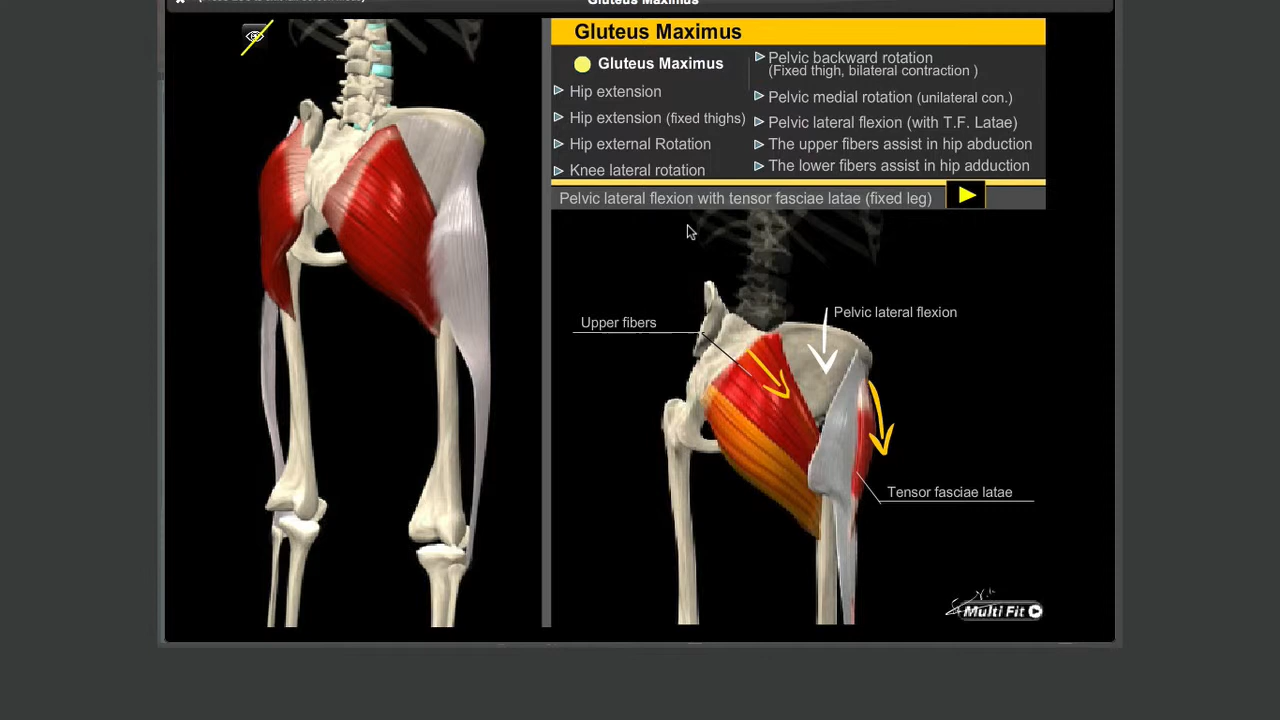 Gluteus Maximus
Gluteus Maximus
Gluteus Maximus
Hip extension
Hip extension (fixed thighs)
Hip external Rotation
Knee lateral rotation
Pelvic backward rotation
(Fixed thigh, bilateral contraction )
Pelvic medial rotation (unilateral con.)
Pelvic lateral flexion (with T.F. Latae)
The upper fibers assist in hip abduction
The lower fibers assist in hip adduction
Pelvic lateral flexion with tensor fasciae latae (fixed leg)
Upper fibers
Pelvic lateral flexion
Tensor fasciae latae
Multi Fit